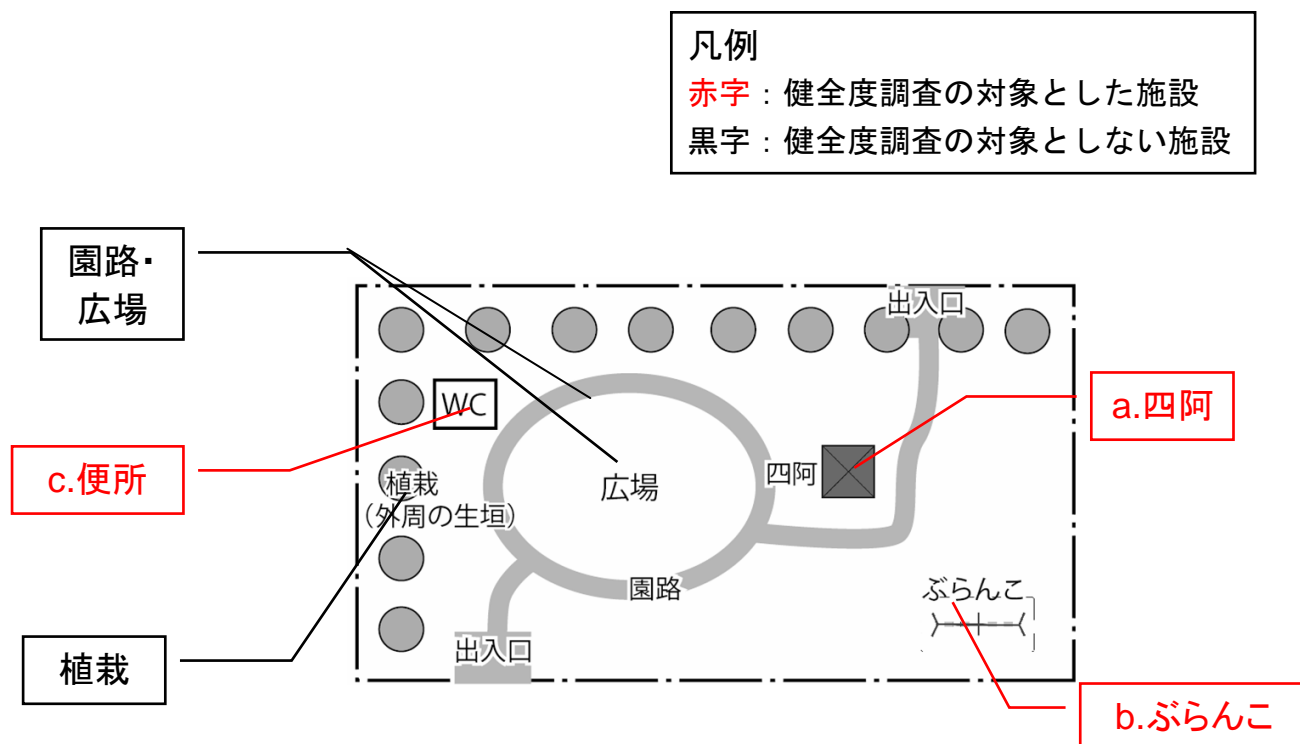 凡例
赤字：健全度調査の対象とした施設
黒字：健全度調査の対象としない施設
園路・
広場
出入口
WC
a.四阿
c.便所
四阿
広場
植栽
（外周の生垣）
園路
ぶらんこ
出入口
植栽
b.ぶらんこ